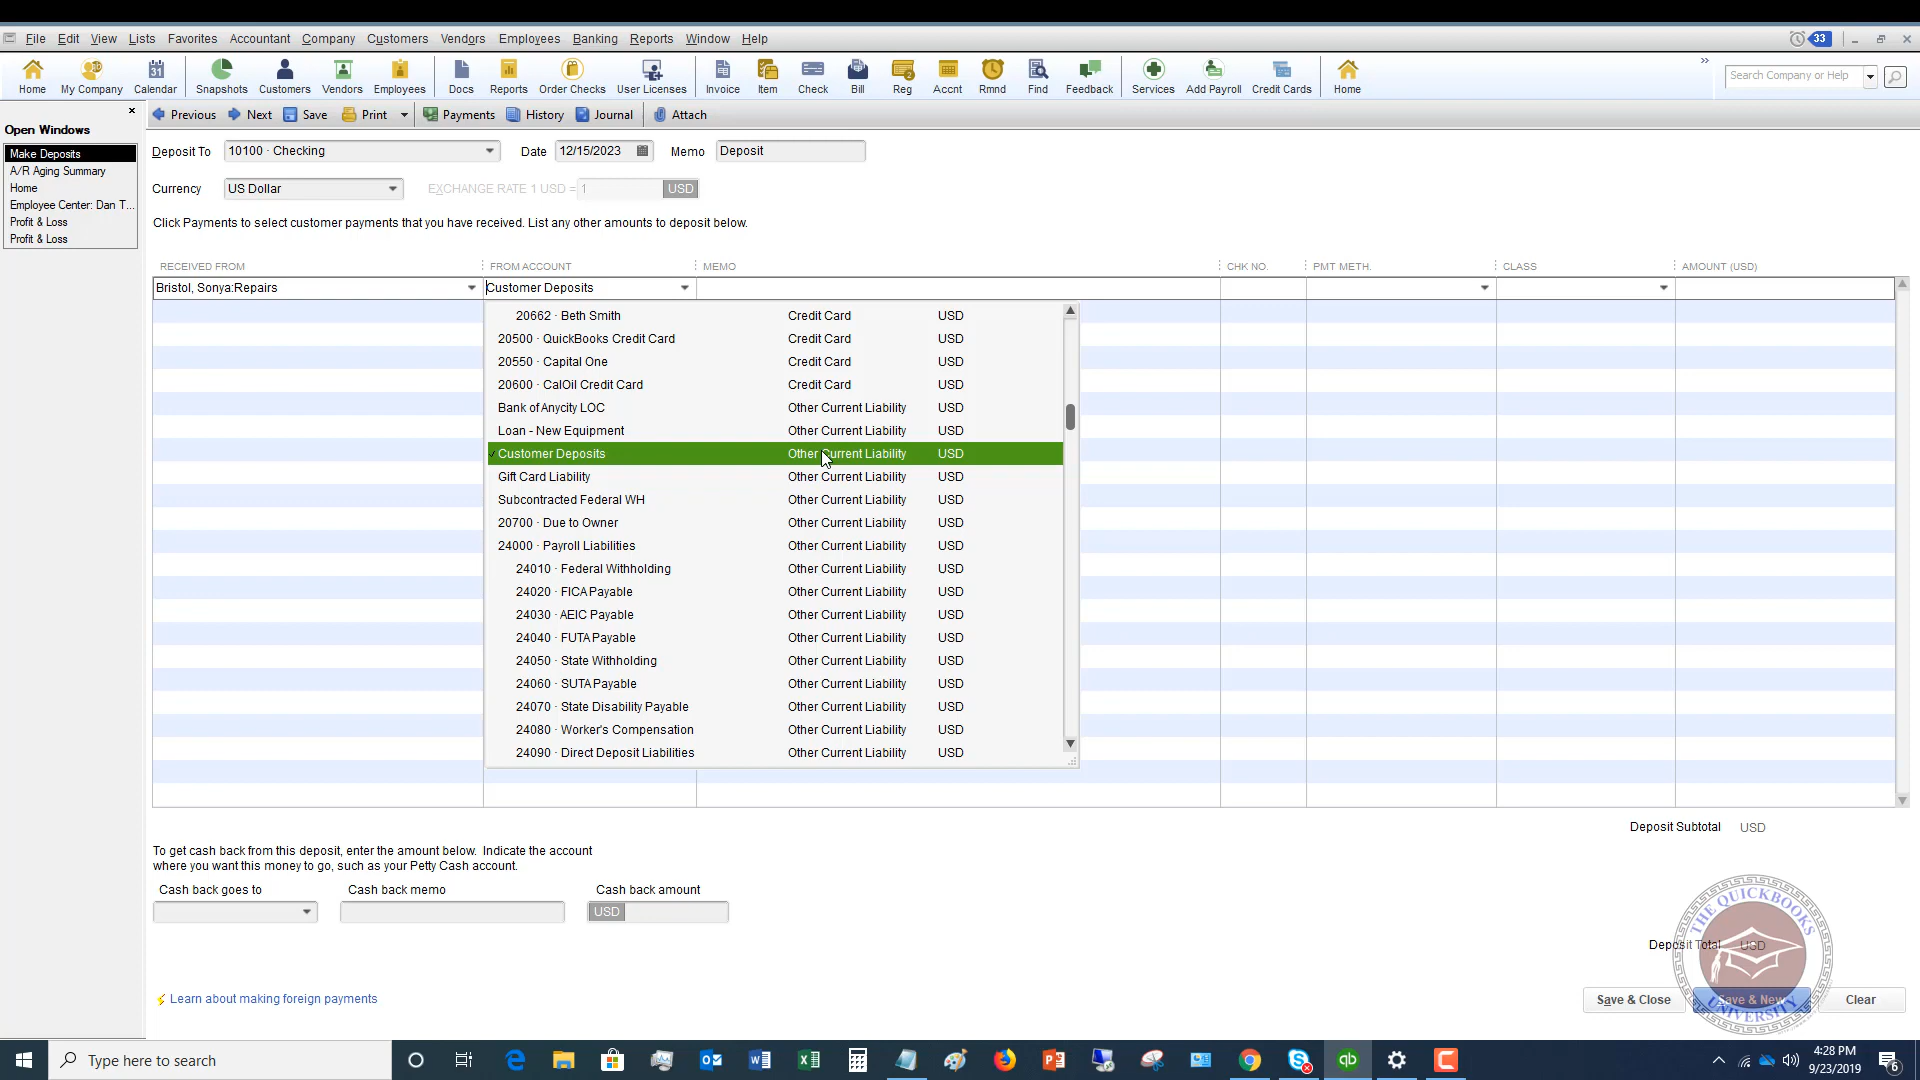 File Edit View Lists Favorites Accountant Company Customers Vendors Employees Banking Reports Window Help
33
Home My Company Calendar Snapshots Customers Vendors Employees Docs Reports Order Checks User Licenses Invoice Item Check Bill Reg Accnt Rmnd Find Feedback Services Add Payroll Credit Cards Home
Search Company or Help
Previous Next Save Print Payments History Journal Attach
Open Windows
Make Deposits
A/R Aging Summary
Home
Employee Center: Dan T...
Profit & Loss
Profit & Loss
Deposit To 10100 · Checking Date 12/15/2023 Memo Deposit
Currency US Dollar EXCHANGE RATE 1 USD = 1 USD
Click Payments to select customer payments that you have received. List any other amounts to deposit below.
RECEIVED FROM FROM ACCOUNT MEMO CHK NO. PMT METH. CLASS AMOUNT (USD)
Bristol, Sonya:Repairs Customer Deposits
20662 · Beth Smith Credit Card USD
20500 · QuickBooks Credit Card Credit Card USD
20550 · Capital One Credit Card USD
20600 · CalOil Credit Card Credit Card USD
Bank of Anycity LOC Other Current Liability USD
Loan - New Equipment Other Current Liability USD
Customer Deposits Other Current Liability USD
Gift Card Liability Other Current Liability USD
Subcontracted Federal WH Other Current Liability USD
20700 · Due to Owner Other Current Liability USD
24000 · Payroll Liabilities Other Current Liability USD
24010 · Federal Withholding Other Current Liability USD
24020 · FICA Payable Other Current Liability USD
24030 · AEIC Payable Other Current Liability USD
24040 · FUTA Payable Other Current Liability USD
24050 · State Withholding Other Current Liability USD
24060 · SUTA Payable Other Current Liability USD
24070 · State Disability Payable Other Current Liability USD
24080 · Worker's Compensation Other Current Liability USD
24090 · Direct Deposit Liabilities Other Current Liability USD
Deposit Subtotal USD
To get cash back from this deposit, enter the amount below. Indicate the account
where you want this money to go, such as your Petty Cash account.
Cash back goes to Cash back memo Cash back amount
USD
Deposit Total USD
THE QUICKBOOKS
UNIVERSITY
Learn about making foreign payments
Save & Close Save & New Clear
Type here to search
4:28 PM
9/23/2019
6